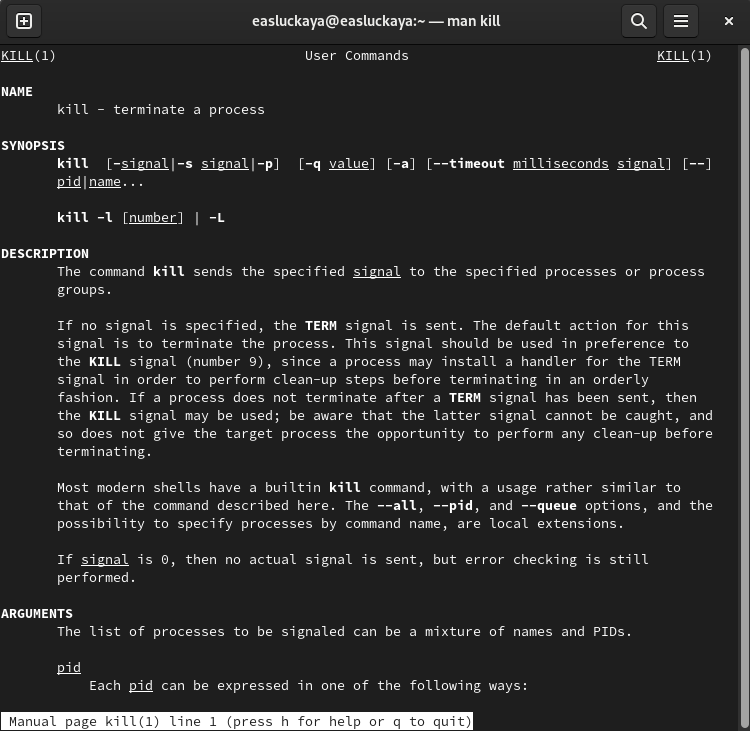 easluckaya@easluckaya:~ — man kill
KILL(1) User Commands KILL(1)
NAME
kill - terminate a process
SYNOPSIS
kill [-signal|-s signal|-p] [-q value] [-a] [--timeout milliseconds signal] [--]
pid|name...
kill -l [number] | -L
DESCRIPTION
The command kill sends the specified signal to the specified processes or process
groups.
If no signal is specified, the TERM signal is sent. The default action for this
signal is to terminate the process. This signal should be used in preference to
the KILL signal (number 9), since a process may install a handler for the TERM
signal in order to perform clean-up steps before terminating in an orderly
fashion. If a process does not terminate after a TERM signal has been sent, then
the KILL signal may be used; be aware that the latter signal cannot be caught, and
so does not give the target process the opportunity to perform any clean-up before
terminating.
Most modern shells have a builtin kill command, with a usage rather similar to
that of the command described here. The --all, --pid, and --queue options, and the
possibility to specify processes by command name, are local extensions.
If signal is 0, then no actual signal is sent, but error checking is still
performed.
ARGUMENTS
The list of processes to be signaled can be a mixture of names and PIDs.
pid
Each pid can be expressed in one of the following ways:
Manual page kill(1) line 1 (press h for help or q to quit)